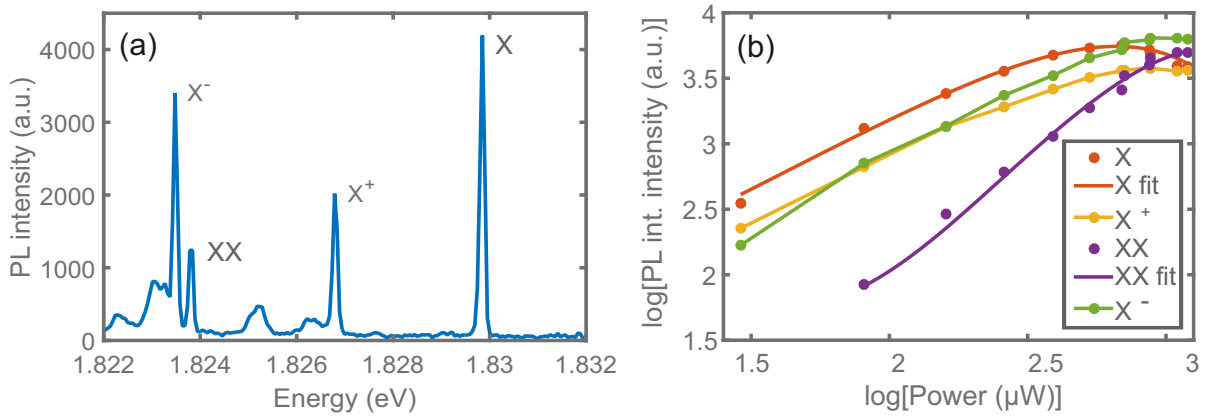 (a)
PL intensity (a.u.)
4000
3000
2000
1000
0
X⁻
XX
X⁺
X
1.822
1.824
1.826
1.828
1.83
1.832
Energy (eV)
(b)
log[PL int. intensity (a.u.)]
4
3.5
3
2.5
2
1.5
1.5
2
2.5
3
log[Power (µW)]
X
X fit
X⁺
XX
XX fit
X⁻